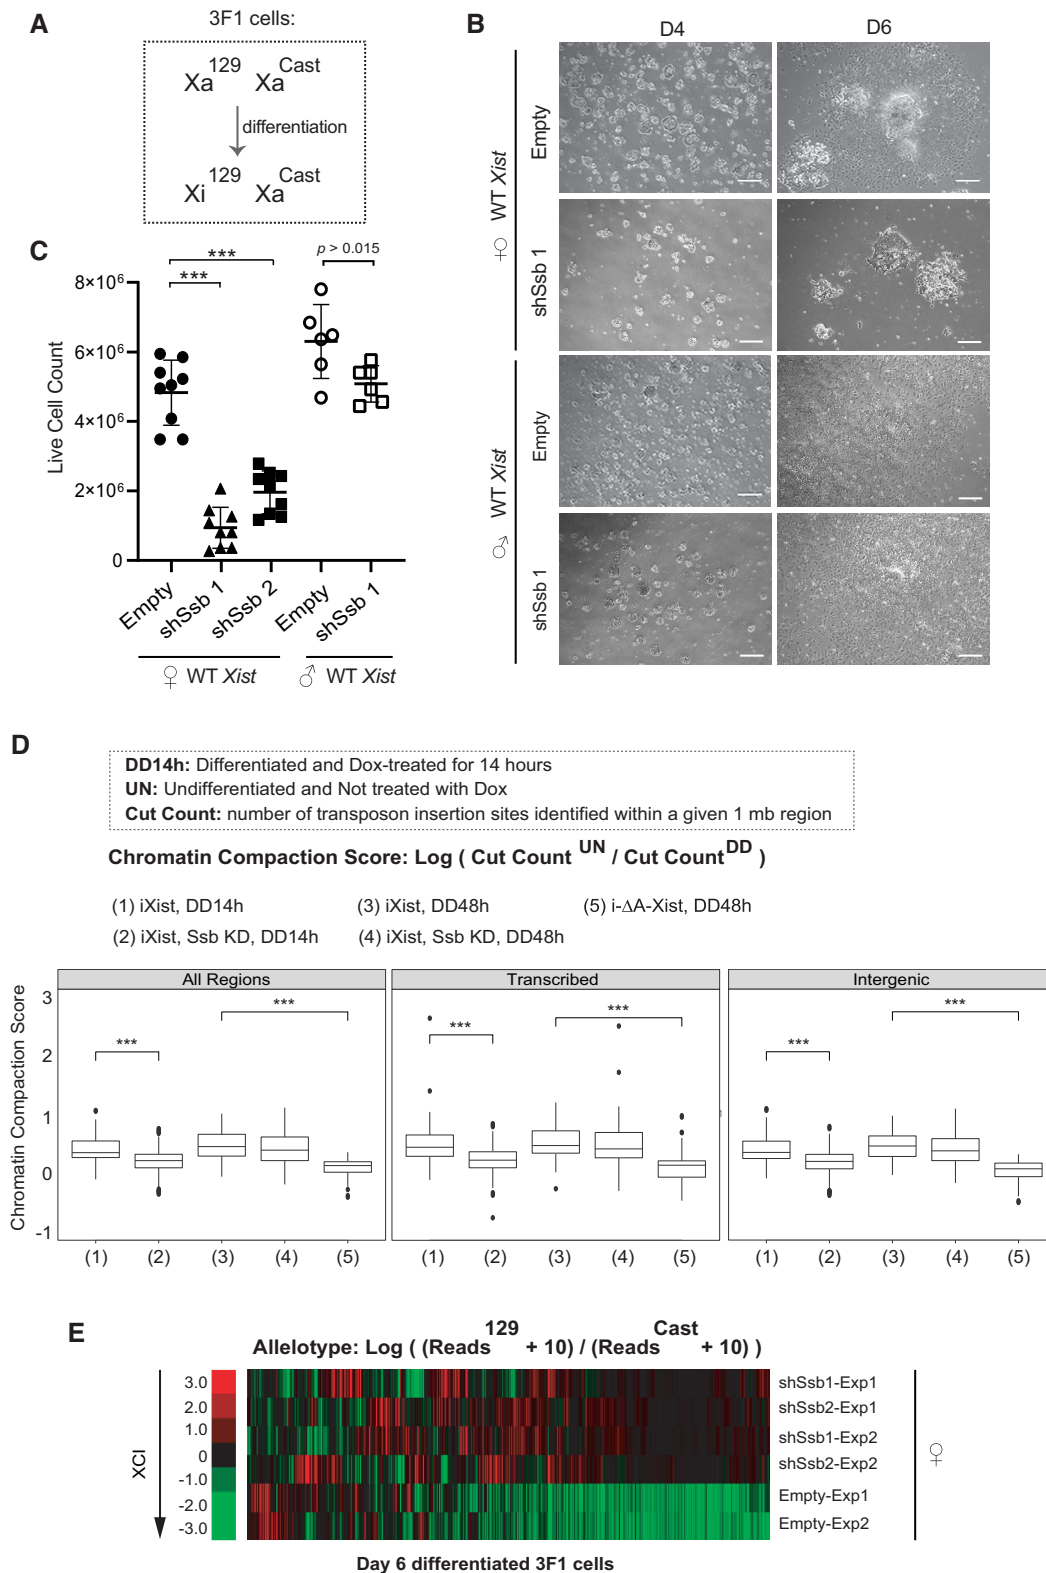 A
3F1 cells:
Xa129 XaCast
differentiation
Xi129 XaCast
B
D4 D6
♀ WT Xist
Empty
shSsb 1
♂ WT Xist
Empty
shSsb 1
C
***
***
p > 0.015
Live Cell Count
8×10⁶
6×10⁶
4×10⁶
2×10⁶
0
Empty
shSsb 1
shSsb 2
Empty
shSsb 1
♀ WT Xist
♂ WT Xist
D
DD14h: Differentiated and Dox-treated for 14 hours
UN: Undifferentiated and Not treated with Dox
Cut Count: number of transposon insertion sites identified within a given 1 mb region
Chromatin Compaction Score: Log ( Cut Count UN / Cut Count DD )
(1) iXist, DD14h
(2) iXist, Ssb KD, DD14h
(3) iXist, DD48h
(4) iXist, Ssb KD, DD48h
(5) i-ΔA-Xist, DD48h
Chromatin Compaction Score
3
2
1
0
-1
All Regions
***
***
(1) (2) (3) (4) (5)
Transcribed
***
***
(1) (2) (3) (4) (5)
Intergenic
***
***
(1) (2) (3) (4) (5)
E
Allelotype: Log ( (Reads 129 + 10) / (Reads Cast + 10) )
XCI
3.0
2.0
1.0
0
-1.0
-2.0
-3.0
shSsb1-Exp1
shSsb2-Exp1
shSsb1-Exp2
shSsb2-Exp2
Empty-Exp1
Empty-Exp2
♀
Day 6 differentiated 3F1 cells